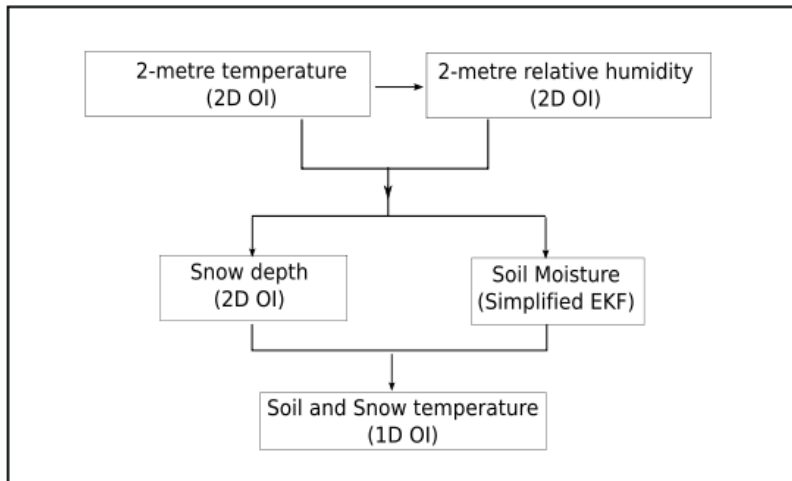 2-metre temperature
(2D OI)
2-metre relative humidity
(2D OI)
Snow depth
(2D OI)
Soil Moisture
(Simplified EKF)
Soil and Snow temperature
(1D OI)